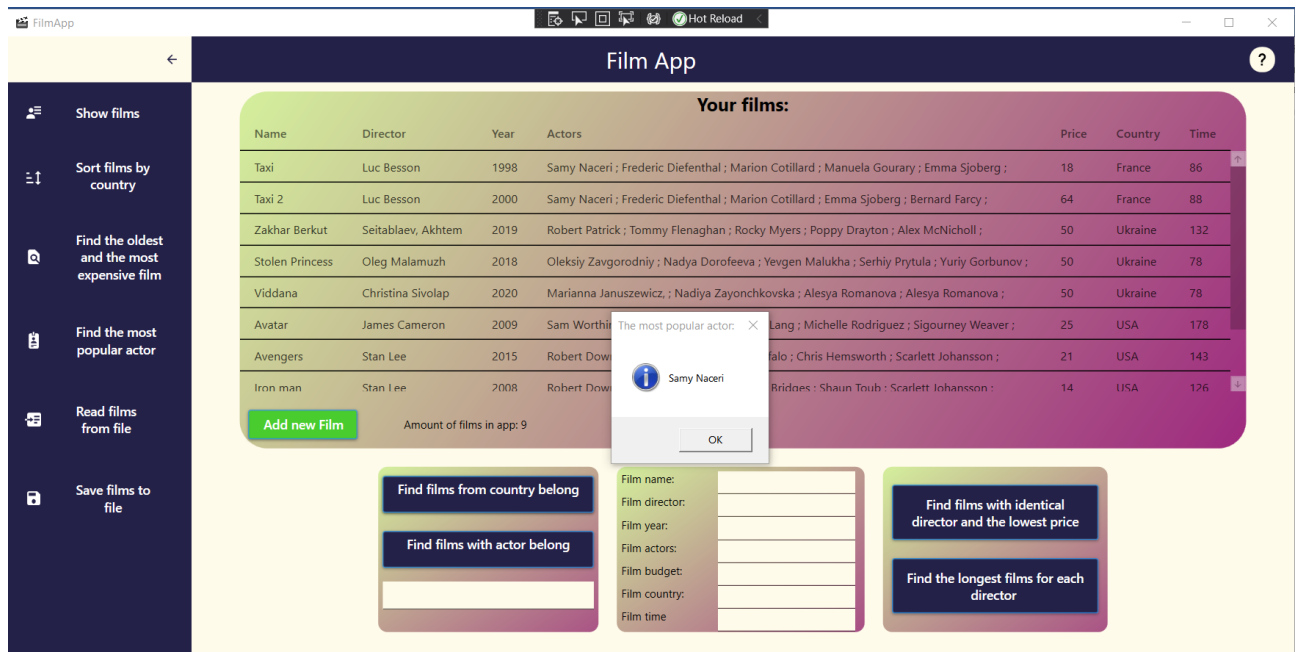 FilmApp
Hot Reload
Film App
?
Show films
Sort films by
country
Find the oldest
and the most
expensive film
Find the most
popular actor
Read films
from file
Save films to
file
Your films:
Name Director Year Actors Price Country Time
Taxi Luc Besson 1998 Samy Naceri ; Frederic Diefenthal ; Marion Cotillard ; Manuela Gourary ; Emma Sjoberg ; 18 France 86
Taxi 2 Luc Besson 2000 Samy Naceri ; Frederic Diefenthal ; Marion Cotillard ; Emma Sjoberg ; Bernard Farcy ; 64 France 88
Zakhar Berkut Seitablaev, Akhtem 2019 Robert Patrick ; Tommy Flenaghan ; Rocky Myers ; Poppy Drayton ; Alex McNicholl ; 50 Ukraine 132
Stolen Princess Oleg Malamuzh 2018 Oleksiy Zavgorodniy ; Nadya Dorofeeva ; Yevgen Malukha ; Serhiy Prytula ; Yuriy Gorbunov ; 50 Ukraine 78
Viddana Christina Sivolap 2020 Marianna Januszewicz, ; Nadiya Zayonchkovska ; Alesya Romanova ; Alesya Romanova ; 50 Ukraine 78
Avatar James Cameron 2009 Sam Lang ; Michelle Rodriguez ; Sigourney Weaver ; 25 USA 178
Avengers Stan Lee 2015 Robert ; Chris Hemsworth ; Scarlett Johansson ; 21 USA 143
Iron man Stan Lee 2008 Robert Bridges ; Shaun Toub ; Scarlett Johansson ; 14 USA 126
The most popular actor:
Samy Naceri
OK
Add new Film
Amount of films in app: 9
Find films from country belong
Find films with actor belong
Film name:
Film director:
Film year:
Film actors:
Film budget:
Film country:
Film time
Find films with identical
director and the lowest price
Find the longest films for each
director